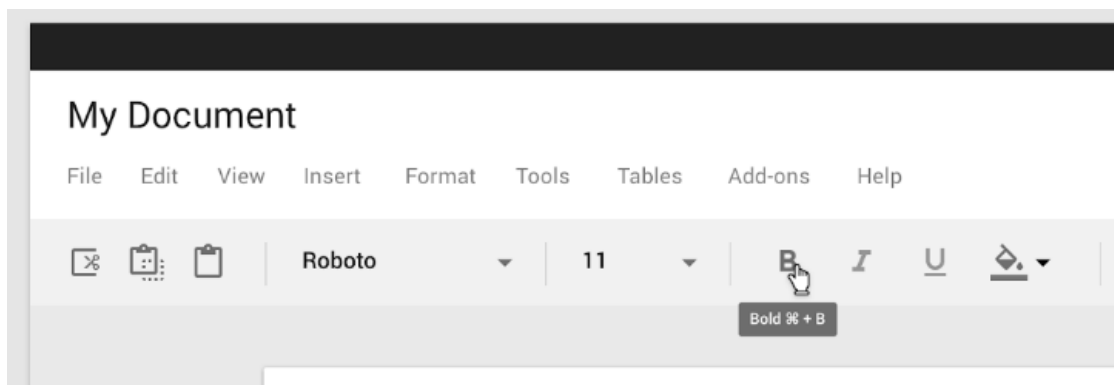 My Document
File Edit View Insert Format Tools Tables Add-ons Help
Roboto 11 B I U
Bold ⌘ + B